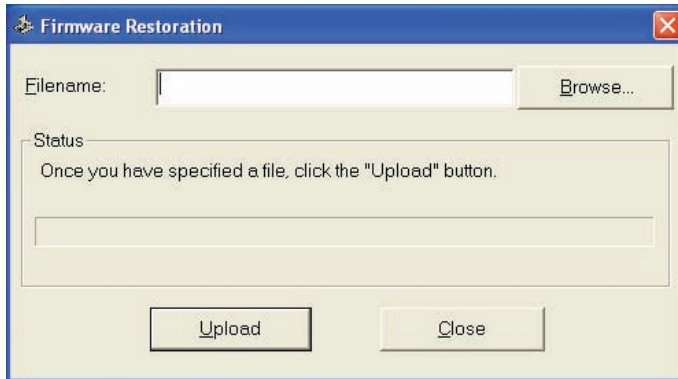 Firmware Restoration
Filename:
Browse...
Status
Once you have specified a file, click the "Upload" button.
Upload
Close